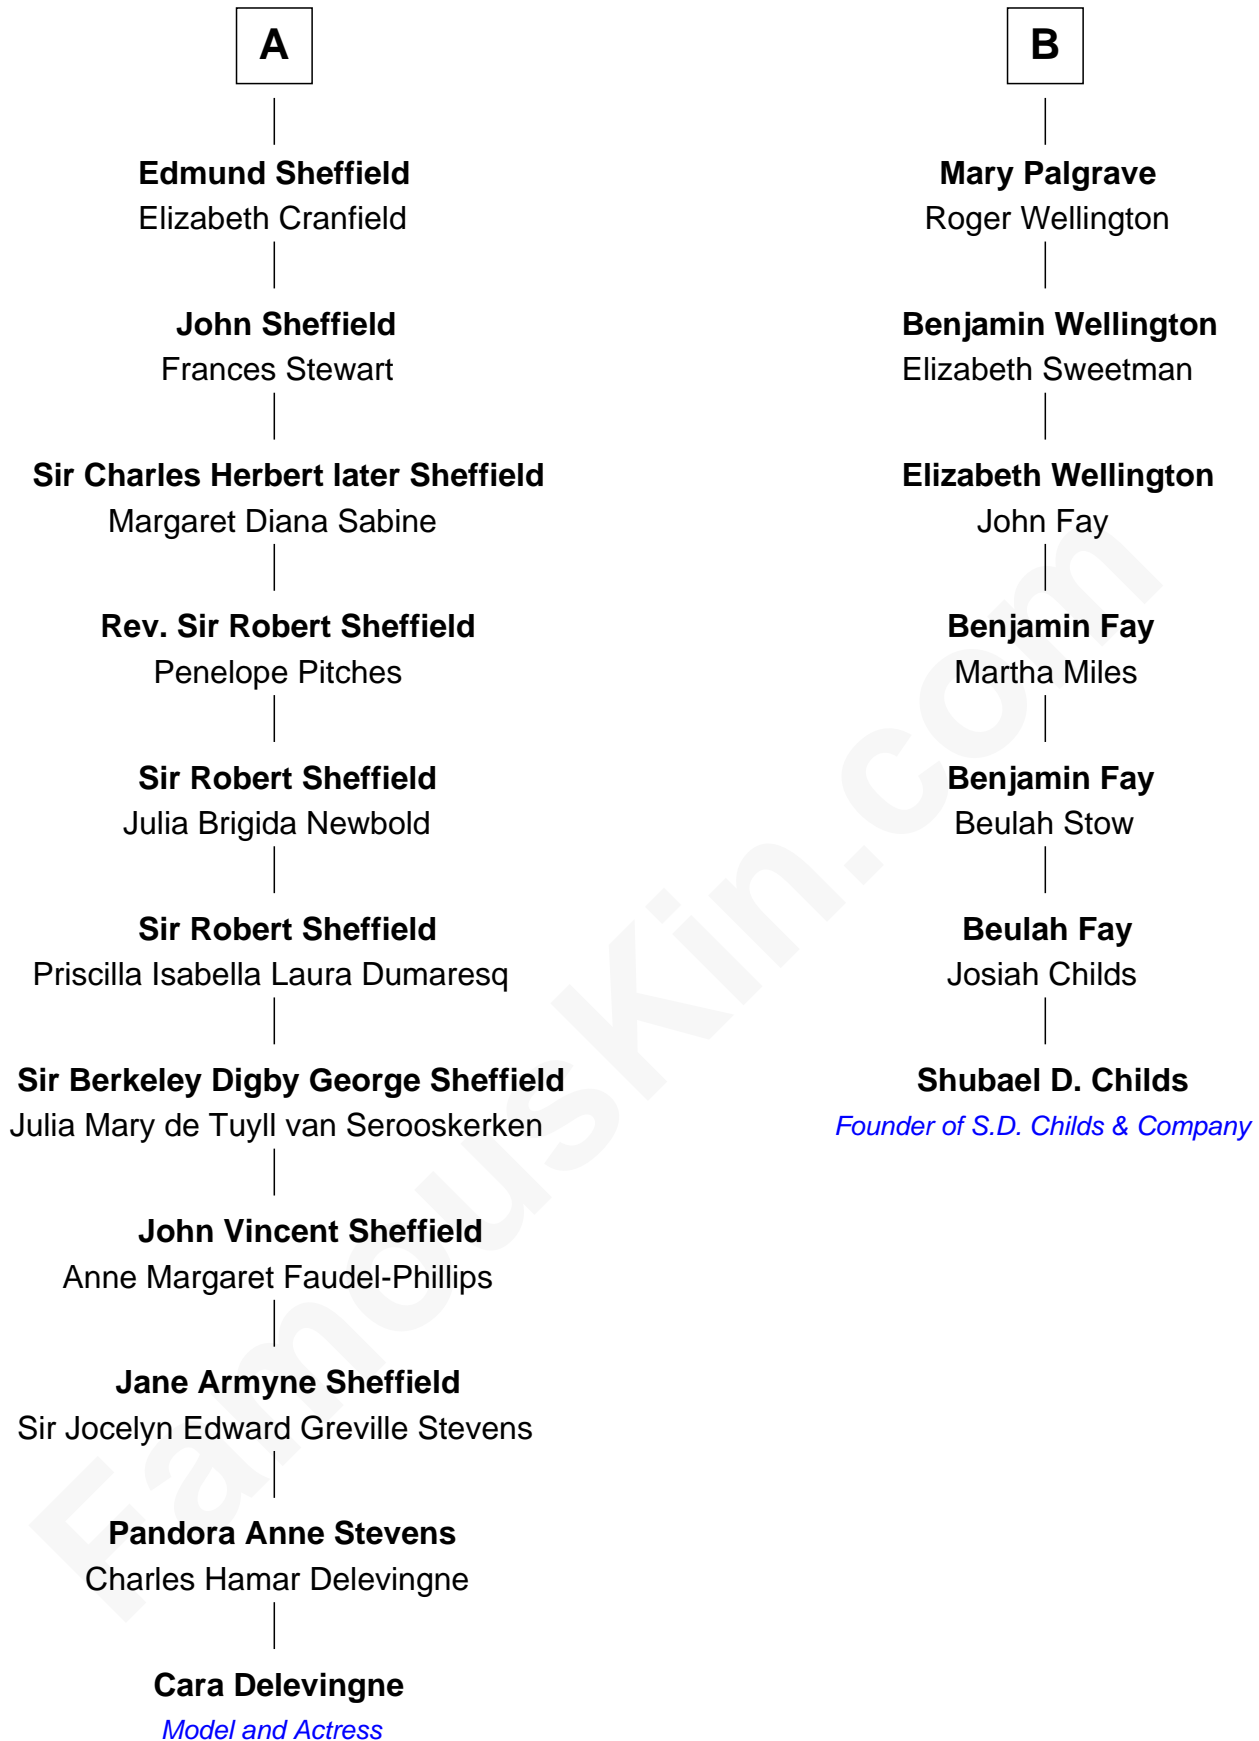 A
Edmund Sheffield
Elizabeth Cranfield
John Sheffield
Frances Stewart
Sir Charles Herbert later Sheffield
Margaret Diana Sabine
Rev. Sir Robert Sheffield
Penelope Pitches
Sir Robert Sheffield
Julia Brigida Newbold
Sir Robert Sheffield
Priscilla Isabella Laura Dumaresq
Sir Berkeley Digby George Sheffield
Julia Mary de Tuyll van Serooskerken
John Vincent Sheffield
Anne Margaret Faudel-Phillips
Jane Armyne Sheffield
Sir Jocelyn Edward Greville Stevens
Pandora Anne Stevens
Charles Hamar Delevingne
Cara Delevingne
Model and Actress
B
Mary Palgrave
Roger Wellington
Benjamin Wellington
Elizabeth Sweetman
Elizabeth Wellington
John Fay
Benjamin Fay
Martha Miles
Benjamin Fay
Beulah Stow
Beulah Fay
Josiah Childs
Shubael D. Childs
Founder of S.D. Childs & Company
FamousKin.com